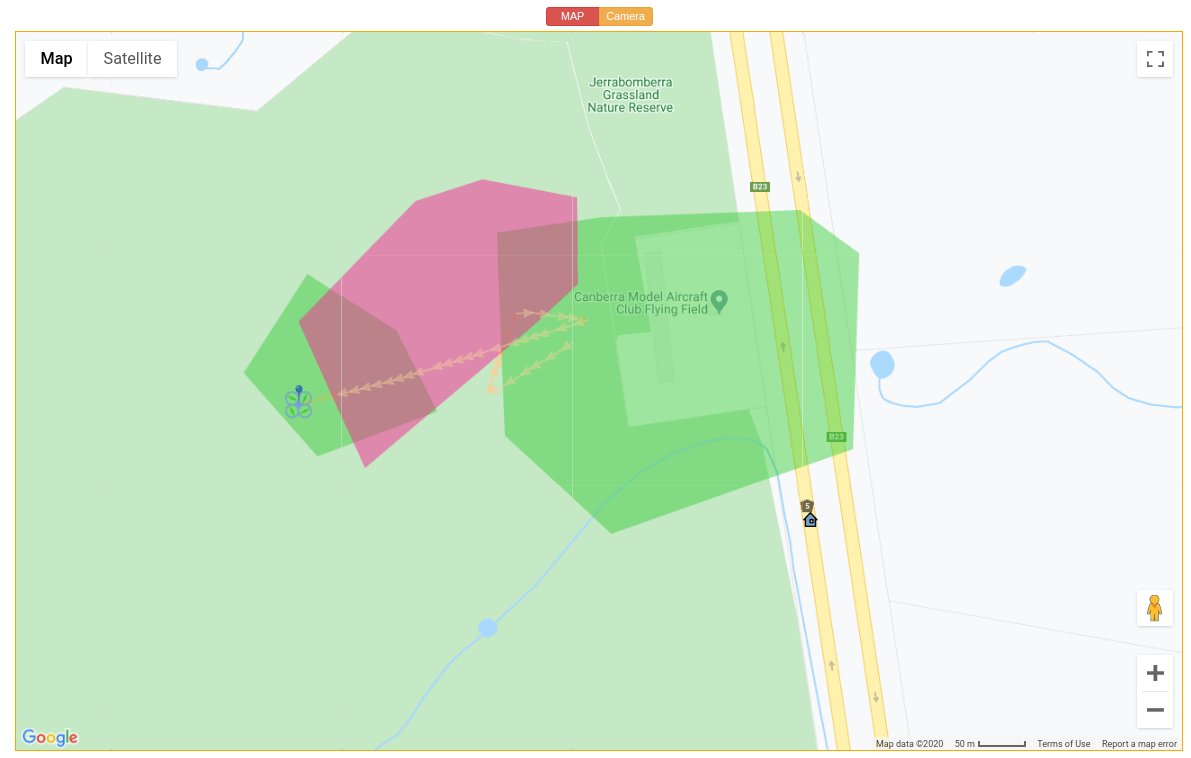 MAP Camera
Map Satellite
Jerrabomberra
Grassland
Nature Reserve
B23
Canberra Model Aircraft
Club Flying Field
B23
5
Google
Map data ©2020 50 m Terms of Use Report a map error